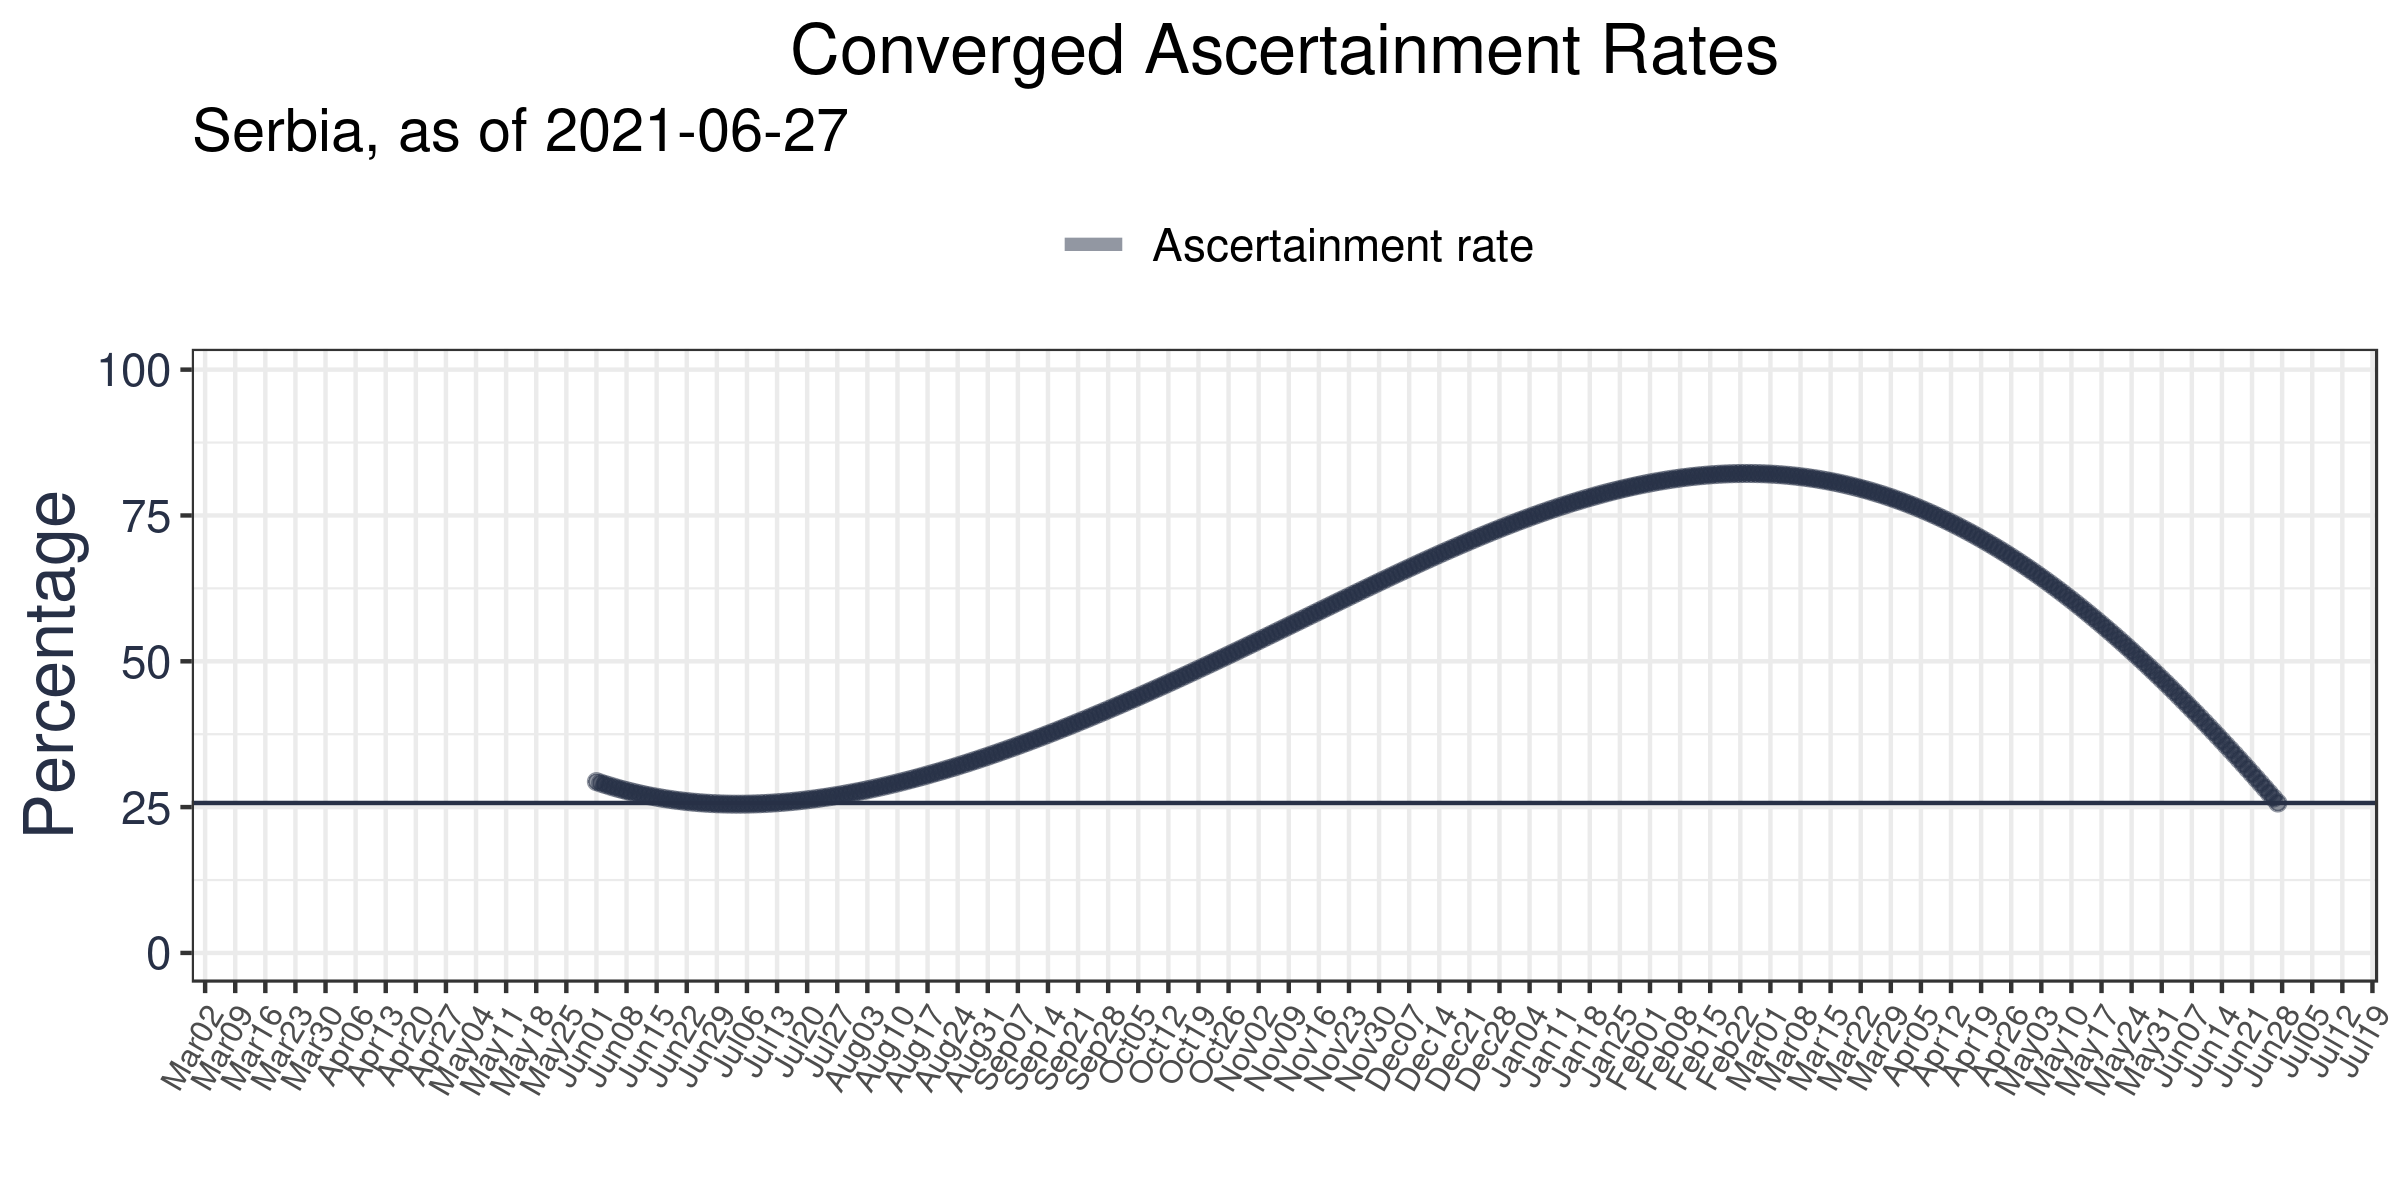 Converged Ascertainment Rates
Serbia, as of 2021-06-27
Ascertainment rate
Percentage
100
75
50
25
0
Mar02
Mar09
Mar16
Mar23
Mar30
Apr06
Apr13
Apr20
Apr27
May04
May11
May18
May25
Jun01
Jun08
Jun15
Jun22
Jun29
Jul06
Jul13
Jul20
Jul27
Aug03
Aug10
Aug17
Aug24
Aug31
Sep07
Sep14
Sep21
Sep28
Oct05
Oct12
Oct19
Oct26
Nov02
Nov09
Nov16
Nov23
Nov30
Dec07
Dec14
Dec21
Dec28
Jan04
Jan11
Jan18
Jan25
Feb01
Feb08
Feb15
Feb22
Mar01
Mar08
Mar15
Mar22
Mar29
Apr05
Apr12
Apr19
Apr26
May03
May10
May17
May24
May31
Jun07
Jun14
Jun21
Jun28
Jul05
Jul12
Jul19